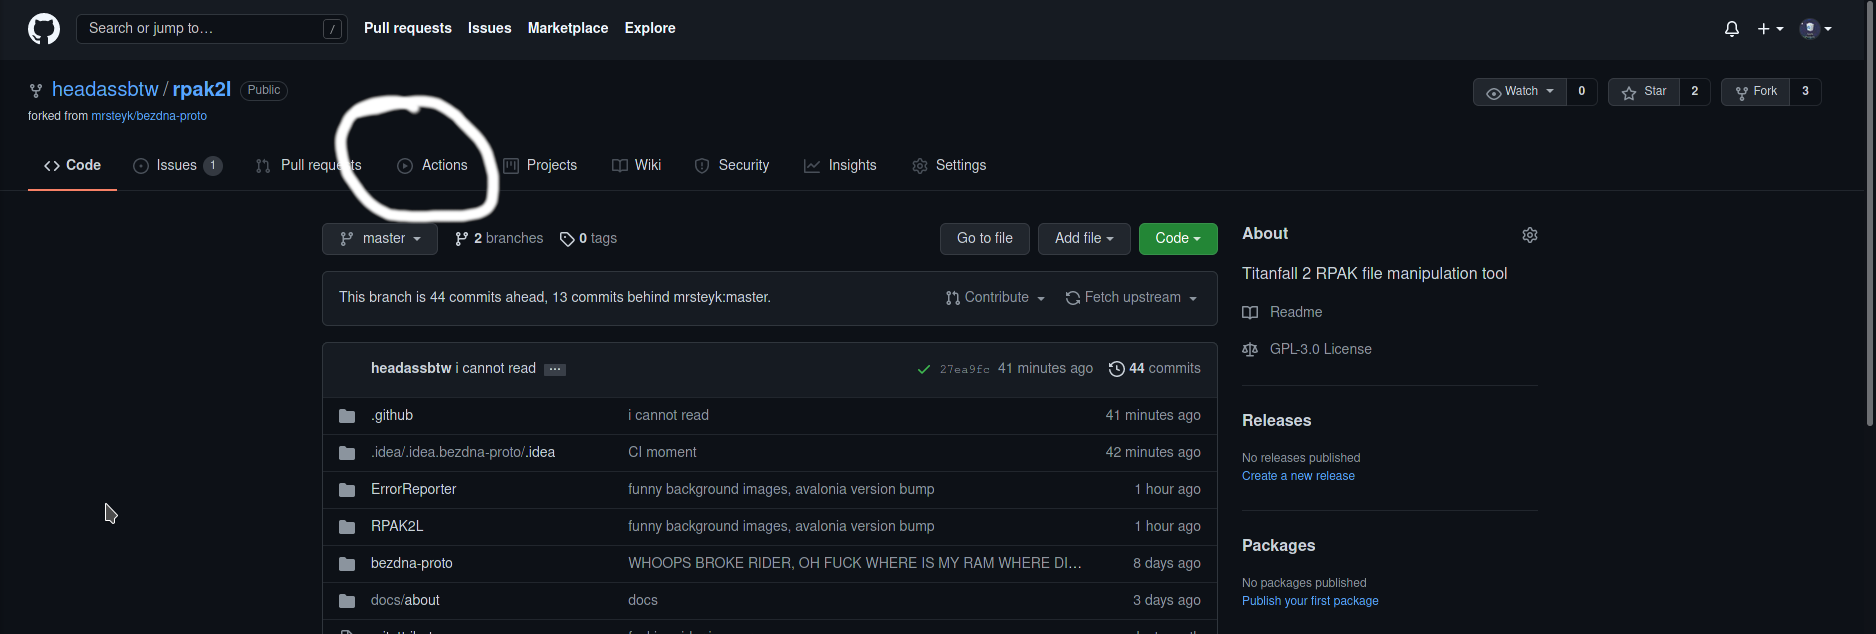 Search or jump to… /
Pull requests Issues Marketplace Explore
headassbtw / rpak2l Public
forked from mrsteyk/bezdna-proto
Watch 0 Star 2 Fork 3
Code Issues 1 Pull requests Actions Projects Wiki Security Insights Settings
master 2 branches 0 tags Go to file Add file Code
This branch is 44 commits ahead, 13 commits behind mrsteyk:master. Contribute Fetch upstream
headassbtw i cannot read … 27ea9fc 41 minutes ago 44 commits
.github i cannot read 41 minutes ago
.idea/.idea.bezdna-proto/.idea CI moment 42 minutes ago
ErrorReporter funny background images, avalonia version bump 1 hour ago
RPAK2L funny background images, avalonia version bump 1 hour ago
bezdna-proto WHOOPS BROKE RIDER, OH FUCK WHERE IS MY RAM WHERE DI… 8 days ago
docs/about docs 3 days ago
About
Titanfall 2 RPAK file manipulation tool
Readme
GPL-3.0 License
Releases
No releases published
Create a new release
Packages
No packages published
Publish your first package